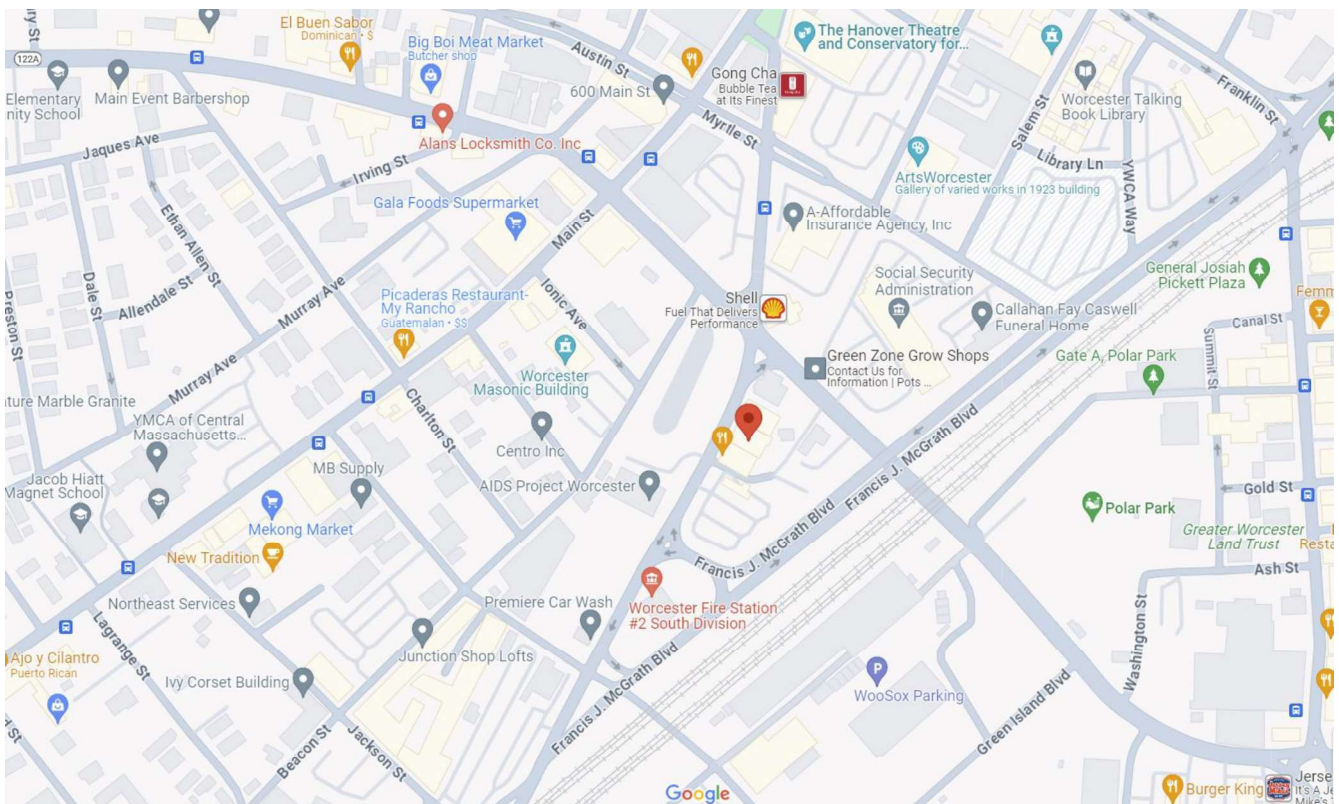 El Buen Sabor
Dominican • $
Austin St
The Hanover Theatre
and Conservatory for...
122A
Big Boi Meat Market
Butcher shop
Gong Cha
Bubble Tea
at Its Finest
Franklin St
Elementary
nity School
Main Event Barbershop
600 Main St
Salem St
Worcester Talking
Book Library
Myrtle St
Jaques Ave
Alans Locksmith Co. Inc
Library Ln
Irving St
ArtsWorcester
Gallery of varied works in 1923 building
YWCA Way
Gala Foods Supermarket
Main St
A-Affordable
Insurance Agency, Inc
Ethan Allen St
Dale St
Allendale St
Murray Ave
Ionic Ave
Social Security
Administration
General Josiah
Pickett Plaza
Preston St
Picaderas Restaurant-
My Rancho
Guatemalan • $$
Shell
Fuel That Delivers
Performance
Callahan Fay Caswell
Funeral Home
Femm
Canal St
Murray Ave
Worcester
Masonic Building
Green Zone Grow Shops
Contact Us for
Information | Pots ...
Gate A, Polar Park
Summit St
ture Marble Granite
YMCA of Central
Massachusetts...
Charlton St
Centro Inc
Francis J. McGrath Blvd
Jacob Hiatt
Magnet School
MB Supply
AIDS Project Worcester
Gold St
Mekong Market
Francis J. McGrath Blvd
Polar Park
Greater Worcester
Land Trust
Resta
New Tradition
Ash St
Northeast Services
Premiere Car Wash
Worcester Fire Station
#2 South Division
Washington St
Lagrange St
Junction Shop Lofts
Ajo y Cilantro
Puerto Rican
Ivy Corset Building
Francis J. McGrath Blvd
P
WooSox Parking
Green Island Blvd
Beacon St
Jackson St
Google
Burger King
Jerse
It's A Je
Mike's